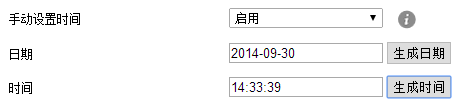 手动设置时间 启用
日期 2014-09-30 生成日期
时间 14:33:39 生成时间